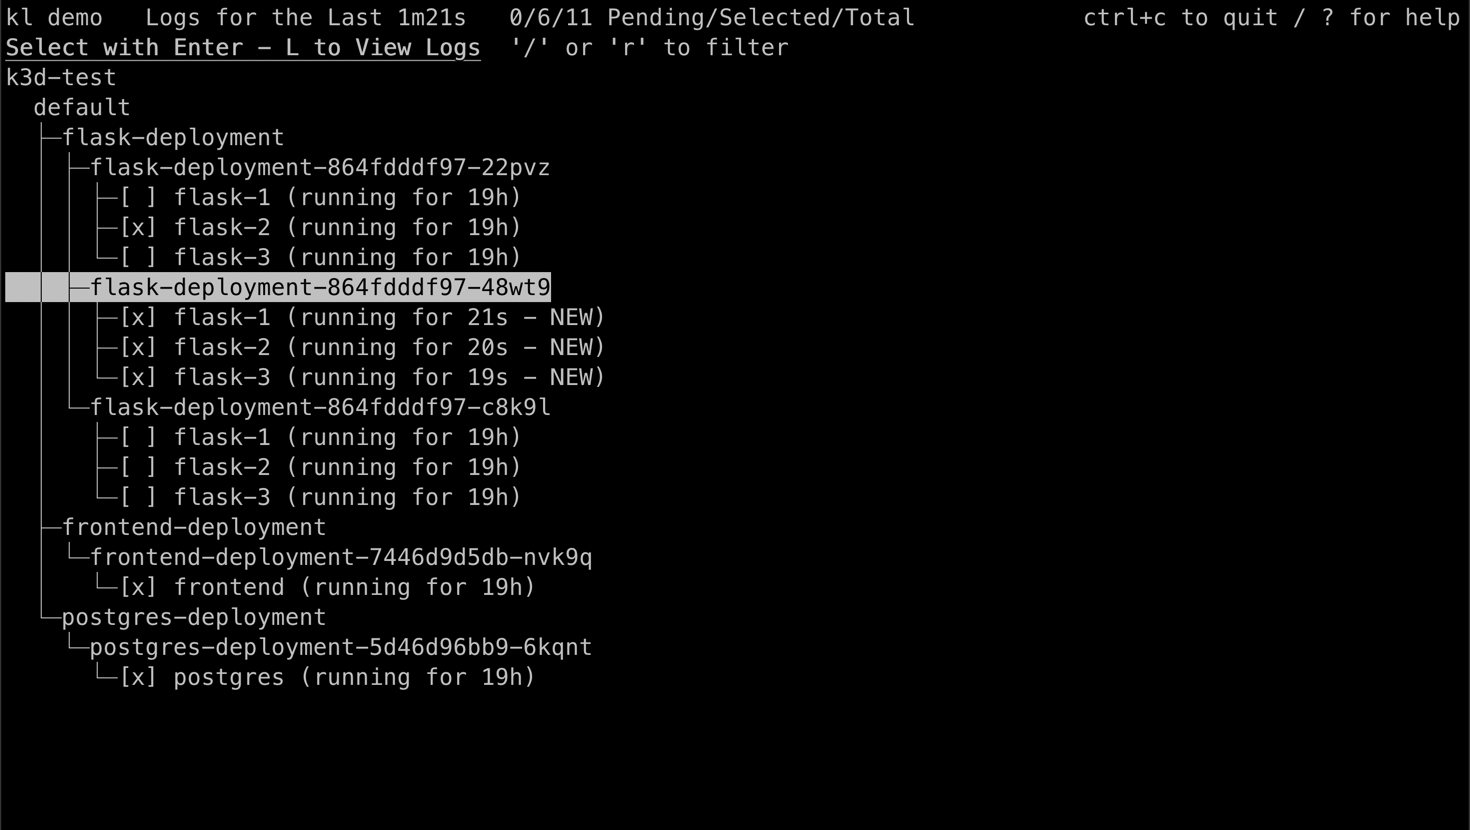 kl demo   Logs for the Last 1m21s   0/6/11 Pending/Selected/Total   ctrl+c to quit / ? for help
Select with Enter – L to View Logs  '/' or 'r' to filter
k3d-test
  default
  ├─flask-deployment
  │ ├─flask-deployment-864fdddf97-22pvz
  │ │ ├─[ ] flask-1 (running for 19h)
  │ │ ├─[x] flask-2 (running for 19h)
  │ │ └─[ ] flask-3 (running for 19h)
  │ ├─flask-deployment-864fdddf97-48wt9
  │ │ ├─[x] flask-1 (running for 21s - NEW)
  │ │ ├─[x] flask-2 (running for 20s - NEW)
  │ │ └─[x] flask-3 (running for 19s - NEW)
  │ └─flask-deployment-864fdddf97-c8k9l
  │   ├─[ ] flask-1 (running for 19h)
  │   ├─[ ] flask-2 (running for 19h)
  │   └─[ ] flask-3 (running for 19h)
  ├─frontend-deployment
  │ └─frontend-deployment-7446d9d5db-nvk9q
  │   └─[x] frontend (running for 19h)
  └─postgres-deployment
    └─postgres-deployment-5d46d96bb9-6kqnt
      └─[x] postgres (running for 19h)